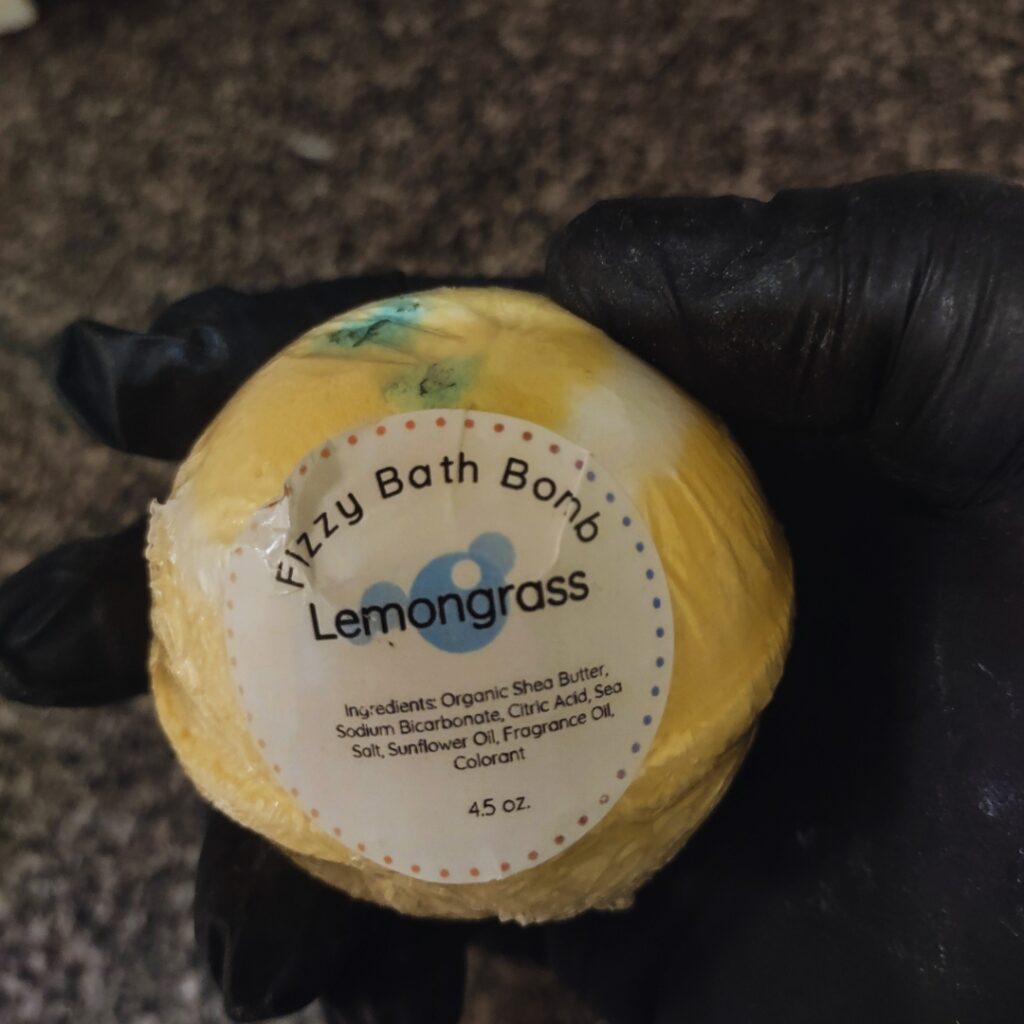 Fizzy Bath Bomb
Lemongrass
Ingredients: Organic Shea Butter,
Sodium Bicarbonate, Citric Acid, Sea
Salt, Sunflower Oil, Fragrance Oil,
Colorant
4.5 oz.